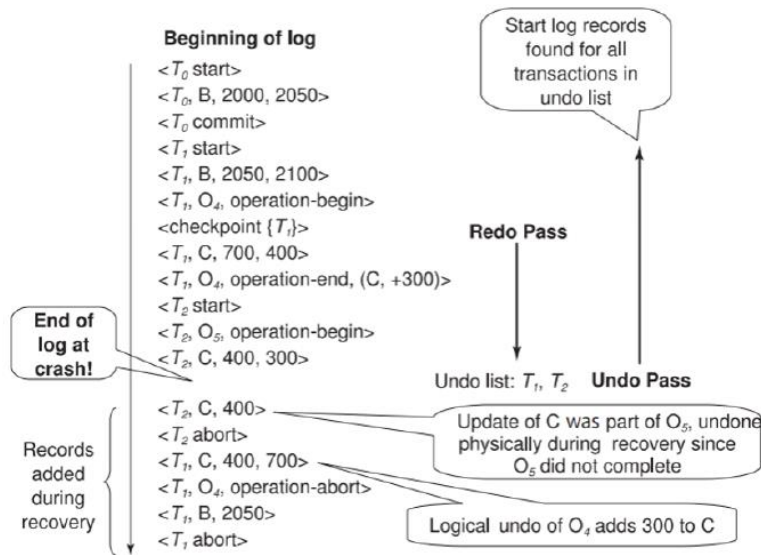 Beginning of log
<T₀ start>
<T₀, B, 2000, 2050>
<T₀ commit>
<T₁ start>
<T₁, B, 2050, 2100>
<T₁, O₄, operation-begin>
<checkpoint {T₁}>
<T₁, C, 700, 400>
<T₁, O₄, operation-end, (C, +300)>
<T₂ start>
<T₂, O₅, operation-begin>
<T₂, C, 400, 300>
End of
log at
crash!
Start log records
found for all
transactions in
undo list
Redo Pass
Undo list: T₁, T₂
Undo Pass
Records
added
during
recovery
<T₂, C, 400>
<T₂ abort>
<T₁, C, 400, 700>
<T₁, O₄, operation-abort>
<T₁, B, 2050>
<T₁ abort>
Update of C was part of O₅, undone
physically during recovery since
O₅ did not complete
Logical undo of O₄ adds 300 to C